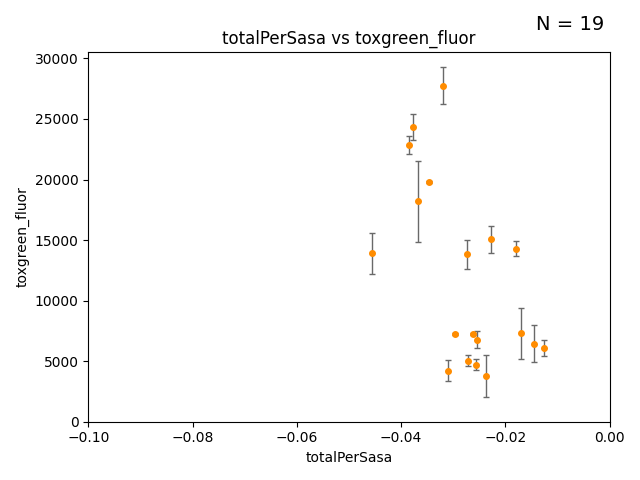 N = 19
totalPerSasa vs toxgreen_fluor
30000
25000
20000
15000
10000
5000
0
toxgreen_fluor
−0.10 −0.08 −0.06 −0.04 −0.02 0.00
totalPerSasa